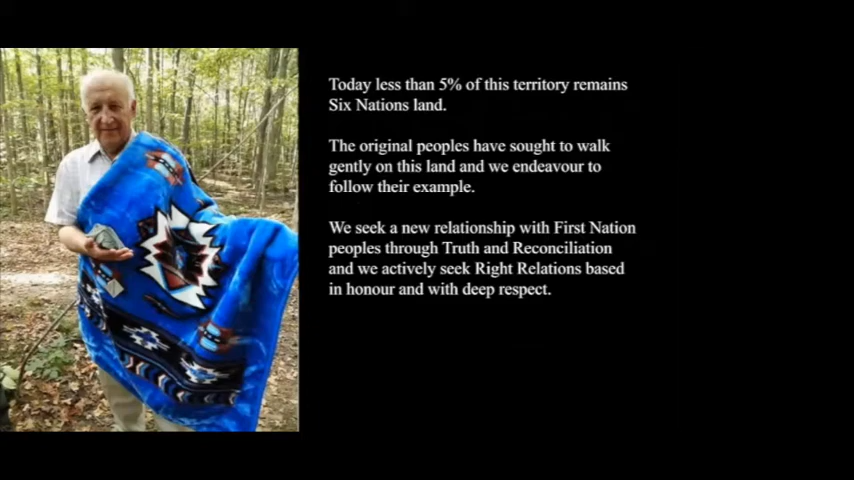 Today less than 5% of this territory remains
Six Nations land.
The original peoples have sought to walk
gently on this land and we endeavour to
follow their example.
We seek a new relationship with First Nation
peoples through Truth and Reconciliation
and we actively seek Right Relations based
in honour and with deep respect.